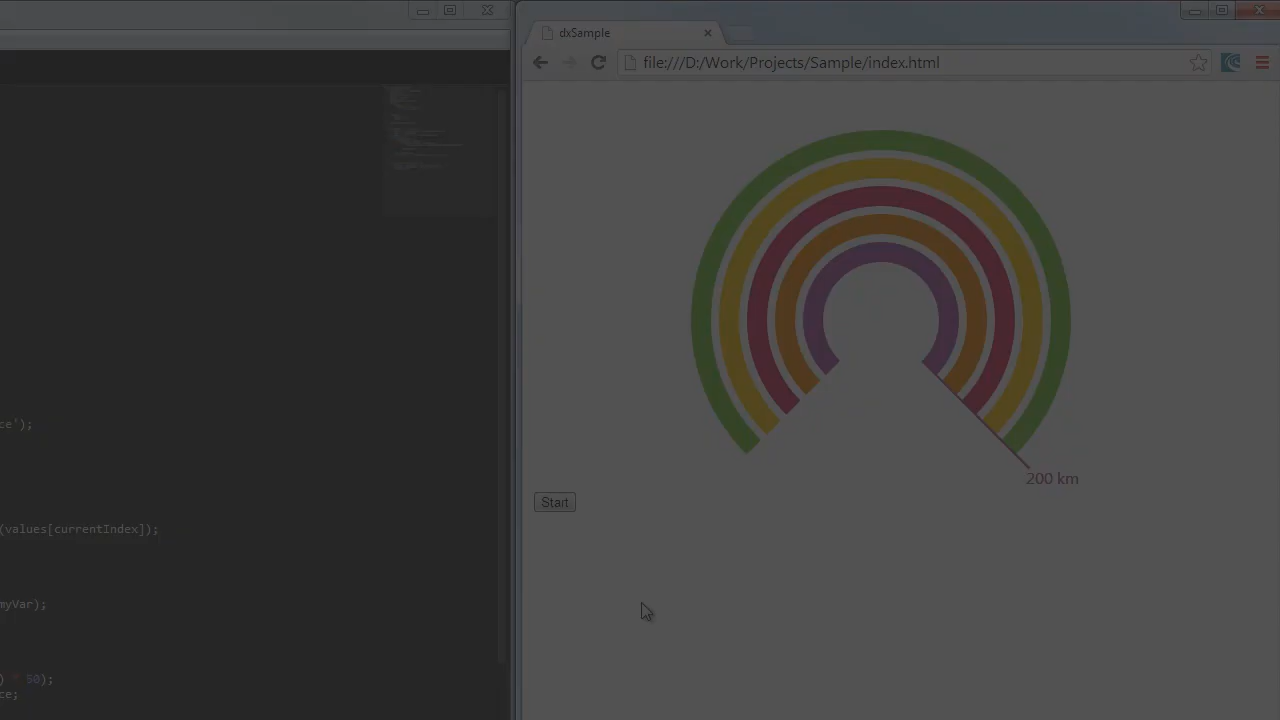 dxSample
file:///D:/Work/Projects/Sample/index.html
200 km
Start
ce');
(values[currentIndex]);
myVar);
) * 50);
ce;